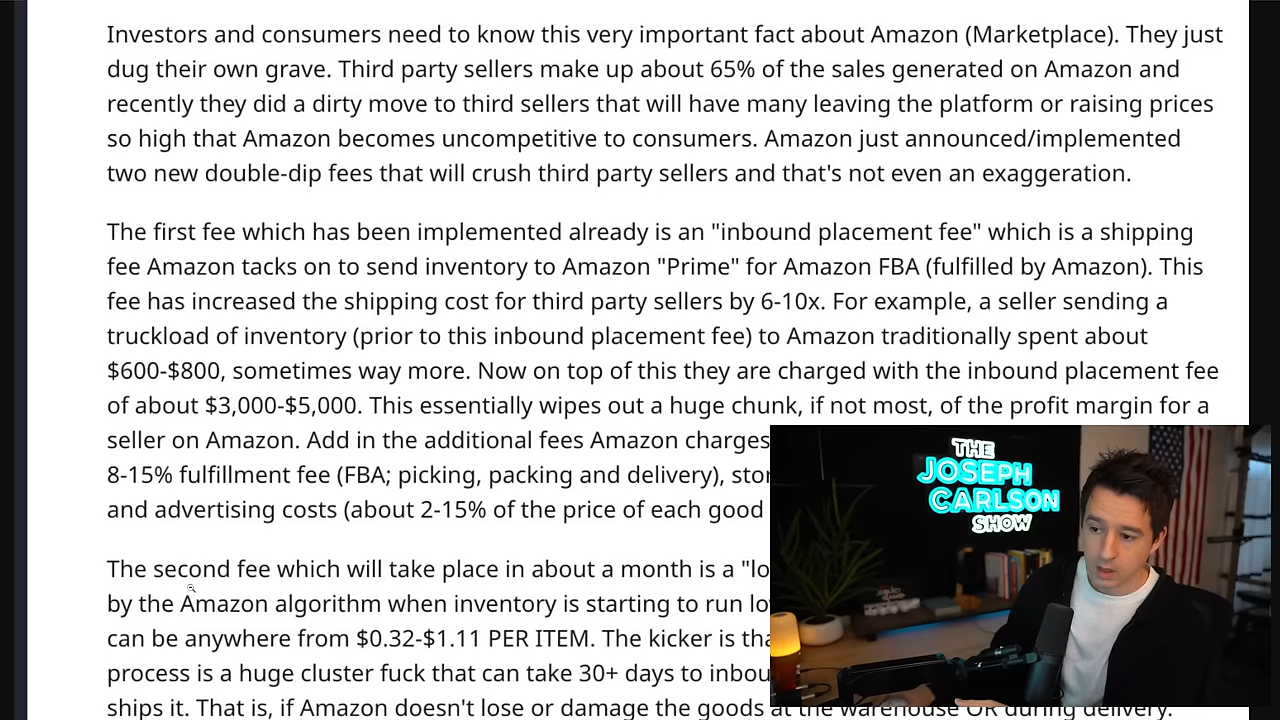 Investors and consumers need to know this very important fact about Amazon (Marketplace). They just
dug their own grave. Third party sellers make up about 65% of the sales generated on Amazon and
recently they did a dirty move to third sellers that will have many leaving the platform or raising prices
so high that Amazon becomes uncompetitive to consumers. Amazon just announced/implemented
two new double-dip fees that will crush third party sellers and that's not even an exaggeration.
The first fee which has been implemented already is an "inbound placement fee" which is a shipping
fee Amazon tacks on to send inventory to Amazon "Prime" for Amazon FBA (fulfilled by Amazon). This
fee has increased the shipping cost for third party sellers by 6-10x. For example, a seller sending a
truckload of inventory (prior to this inbound placement fee) to Amazon traditionally spent about
$600-$800, sometimes way more. Now on top of this they are charged with the inbound placement fee
of about $3,000-$5,000. This essentially wipes out a huge chunk, if not most, of the profit margin for a
seller on Amazon. Add in the additional fees Amazon charges
8-15% fulfillment fee (FBA; picking, packing and delivery), stor
and advertising costs (about 2-15% of the price of each good
The second fee which will take place in about a month is a "lo
by the Amazon algorithm when inventory is starting to run lo
can be anywhere from $0.32-$1.11 PER ITEM. The kicker is tha
process is a huge cluster fuck that can take 30+ days to inbou
ships it. That is, if Amazon doesn't lose or damage the goods at the warehouse OR during delivery.
THE
JOSEPH
CARLSON
SHOW